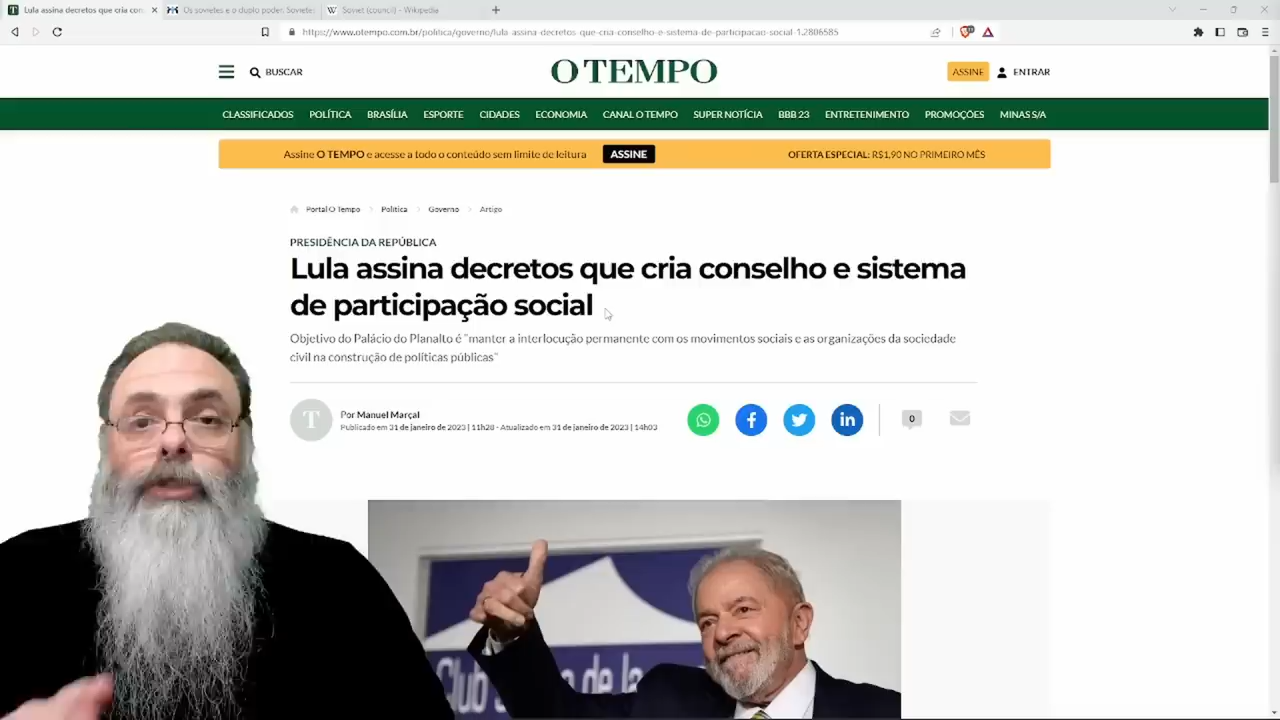 Lula assina decretos que cria con
Os sovietes e o duplo poder. Soviete
Soviet (council) - Wikipedia
https://www.otempo.com.br/politica/governo/lula-assina-decretos-que-cria-conselho-e-sistema-de-participacao-social-1.2806585
BUSCAR
O TEMPO
ASSINE
ENTRAR
CLASSIFICADOS POLÍTICA BRASÍLIA ESPORTE CIDADES ECONOMIA CANAL O TEMPO SUPER NOTÍCIA BBB 23 ENTRETENIMENTO PROMOÇÕES MINAS S/A
Assine O TEMPO e acesse a todo o conteúdo sem limite de leitura ASSINE OFERTA ESPECIAL: R$1,90 NO PRIMEIRO MÊS
Portal O Tempo > Política > Governo > Artigo
PRESIDÊNCIA DA REPÚBLICA
Lula assina decretos que cria conselho e sistema
de participação social
Objetivo do Palácio do Planalto é "manter a interlocução permanente com os movimentos sociais e as organizações da sociedade
civil na construção de políticas públicas"
T
Por Manuel Marçal
Publicado em 31 de janeiro de 2023 | 11h28 - Atualizado em 31 de janeiro de 2023 | 14h03
0
Club de la